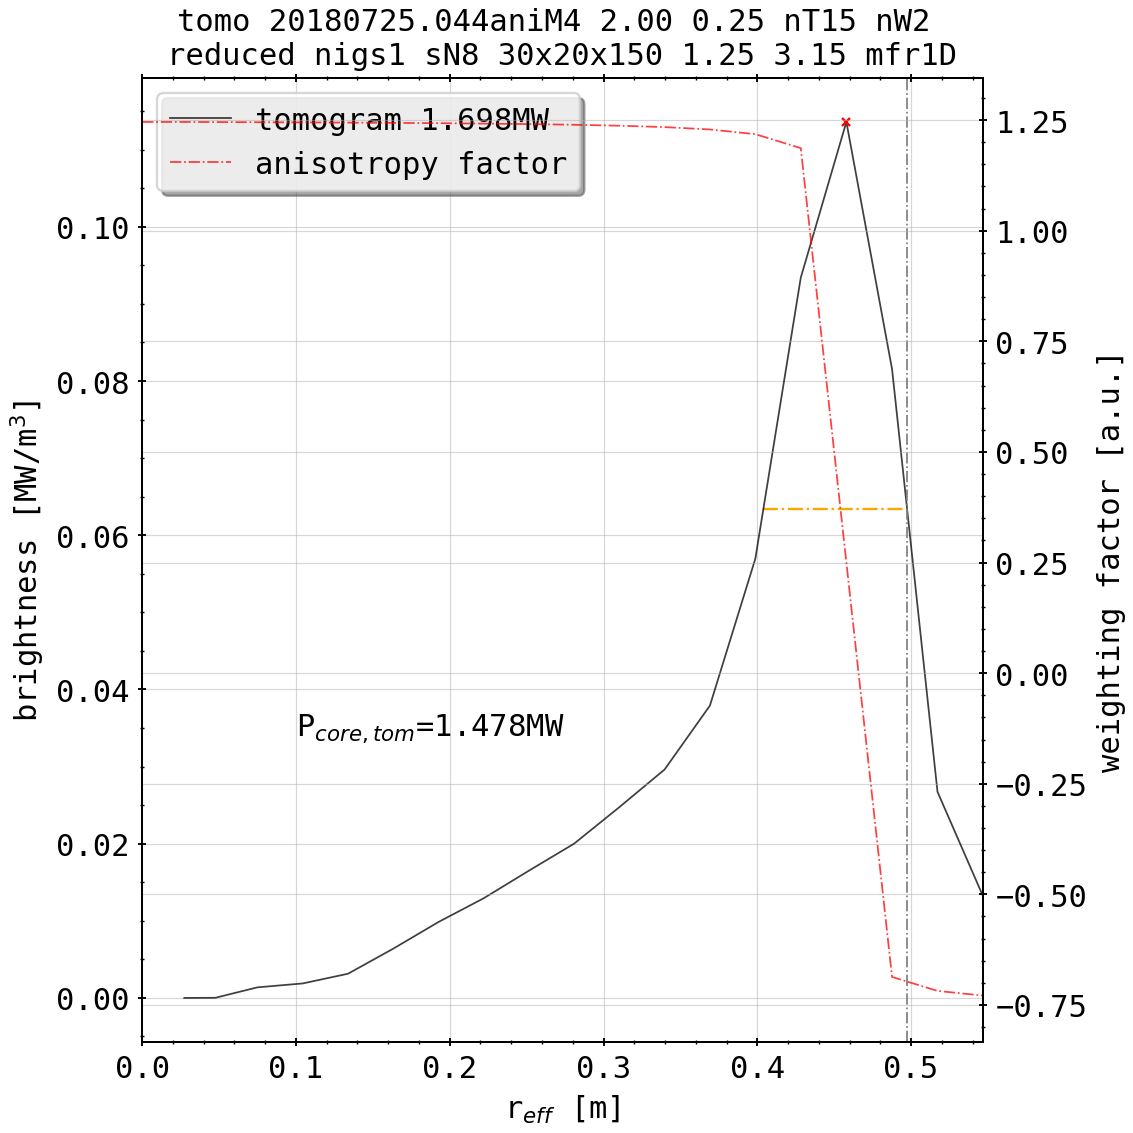 tomo 20180725.044aniM4 2.00 0.25 nT15 nW2
reduced nigs1 sN8 30x20x150 1.25 3.15 mfr1D
tomogram 1.698MW
anisotropy factor
brightness [MW/m³]
0.10
0.08
0.06
0.04
0.02
0.00
P_core,tom=1.478MW
1.25
1.00
0.75
0.50
0.25
0.00
−0.25
−0.50
−0.75
weighting factor [a.u.]
0.0 0.1 0.2 0.3 0.4 0.5
r_eff [m]